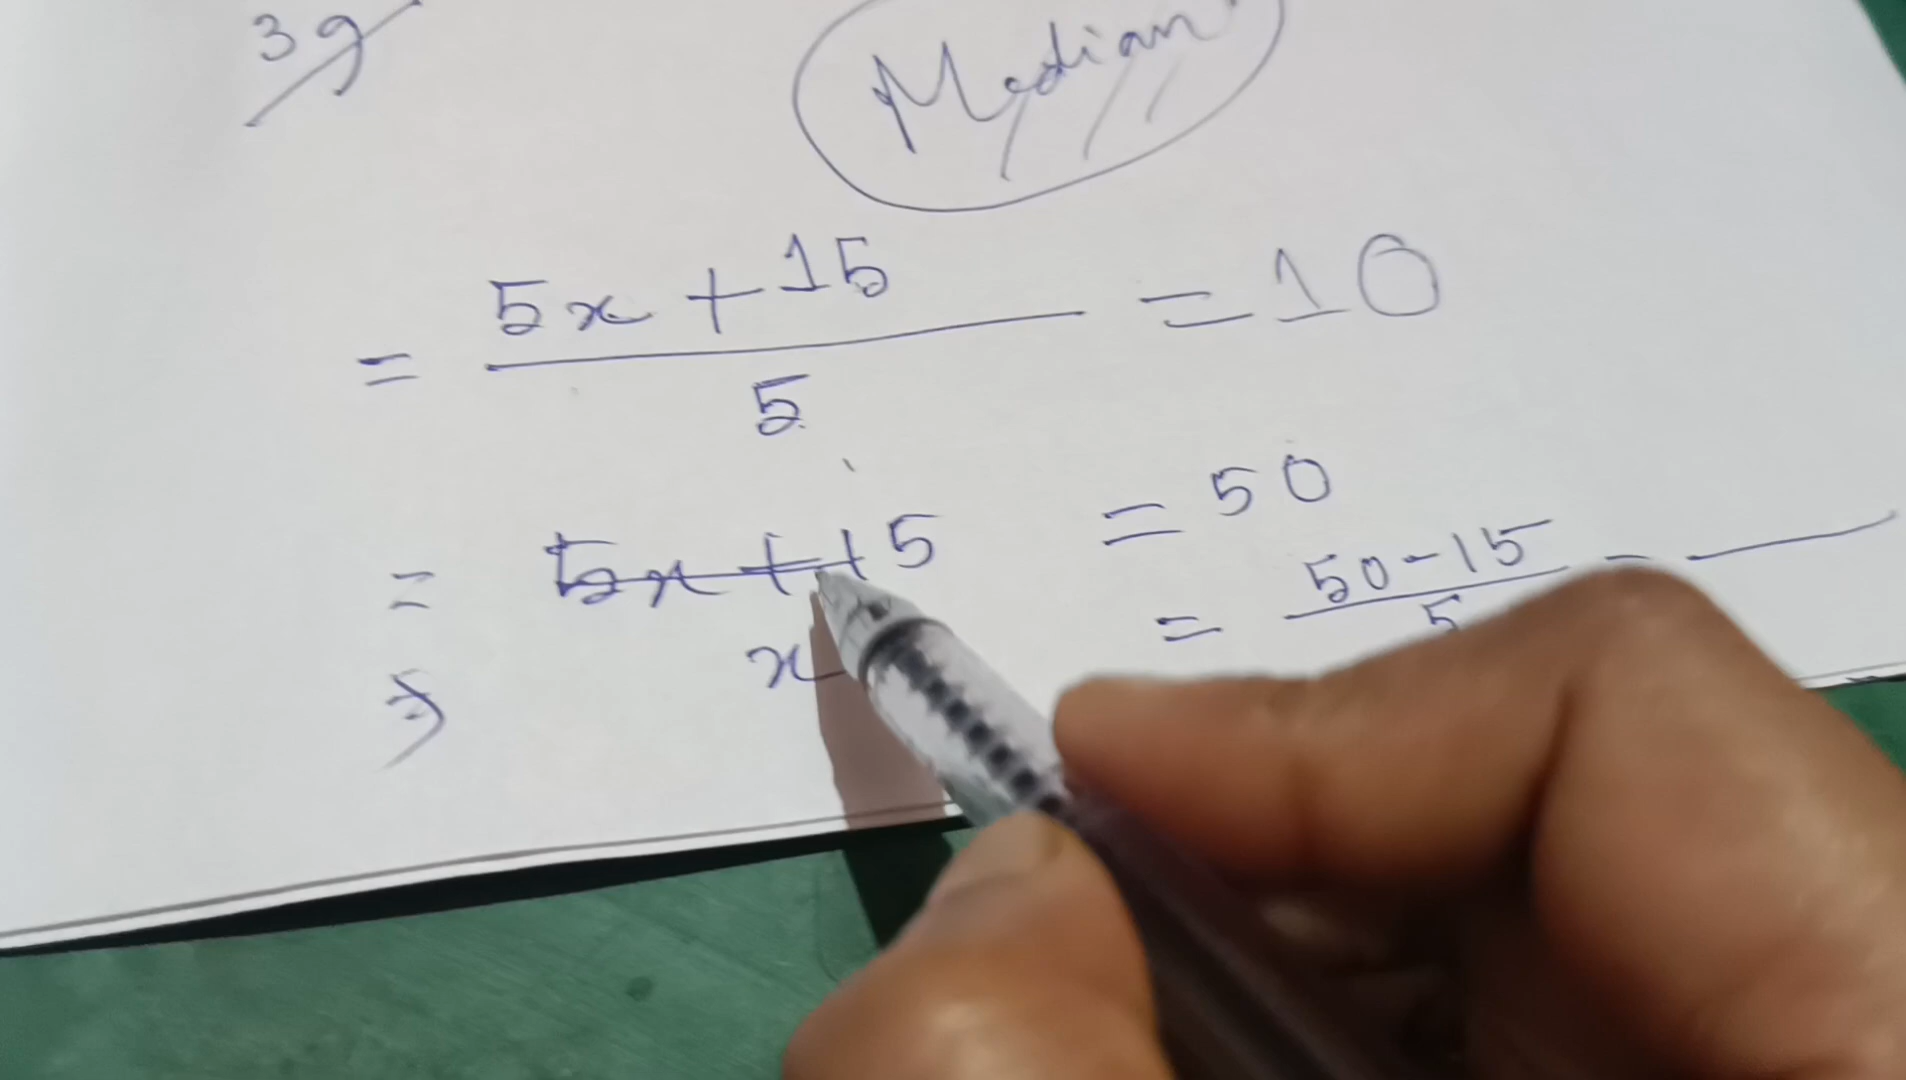 39
Median
= 5x + 15 / 5 = 10
= 5x + 15 = 50
⇒ x = 50 - 15 / 5 =